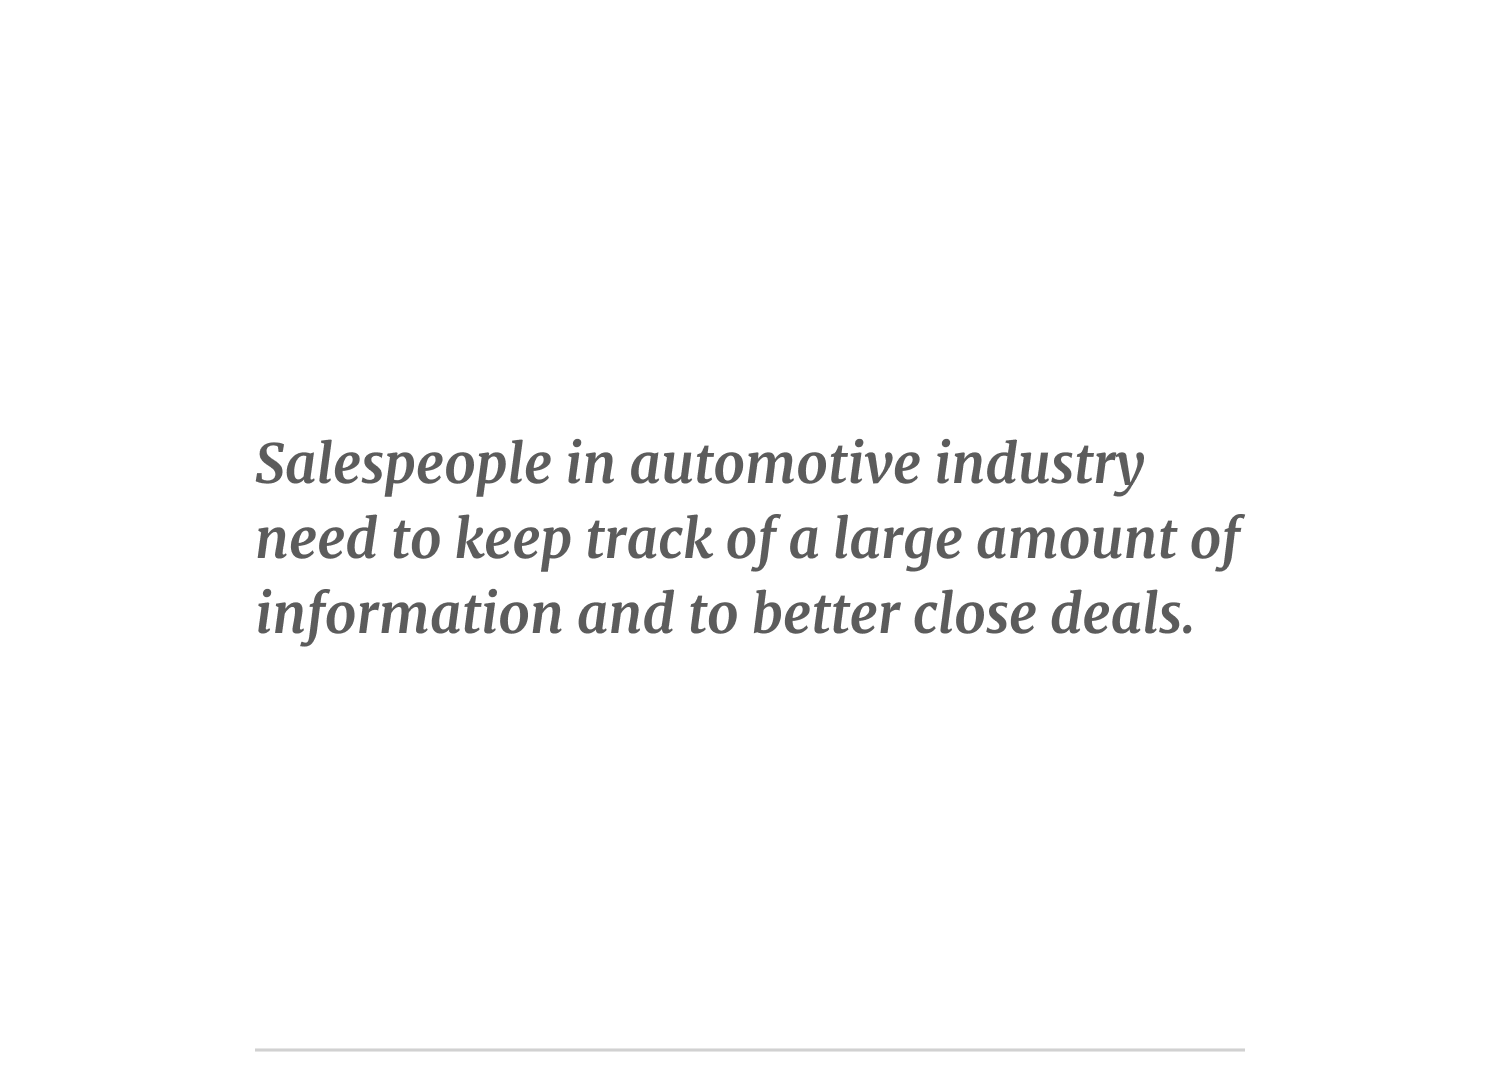 Salespeople in automotive industry
need to keep track of a large amount of
information and to better close deals.